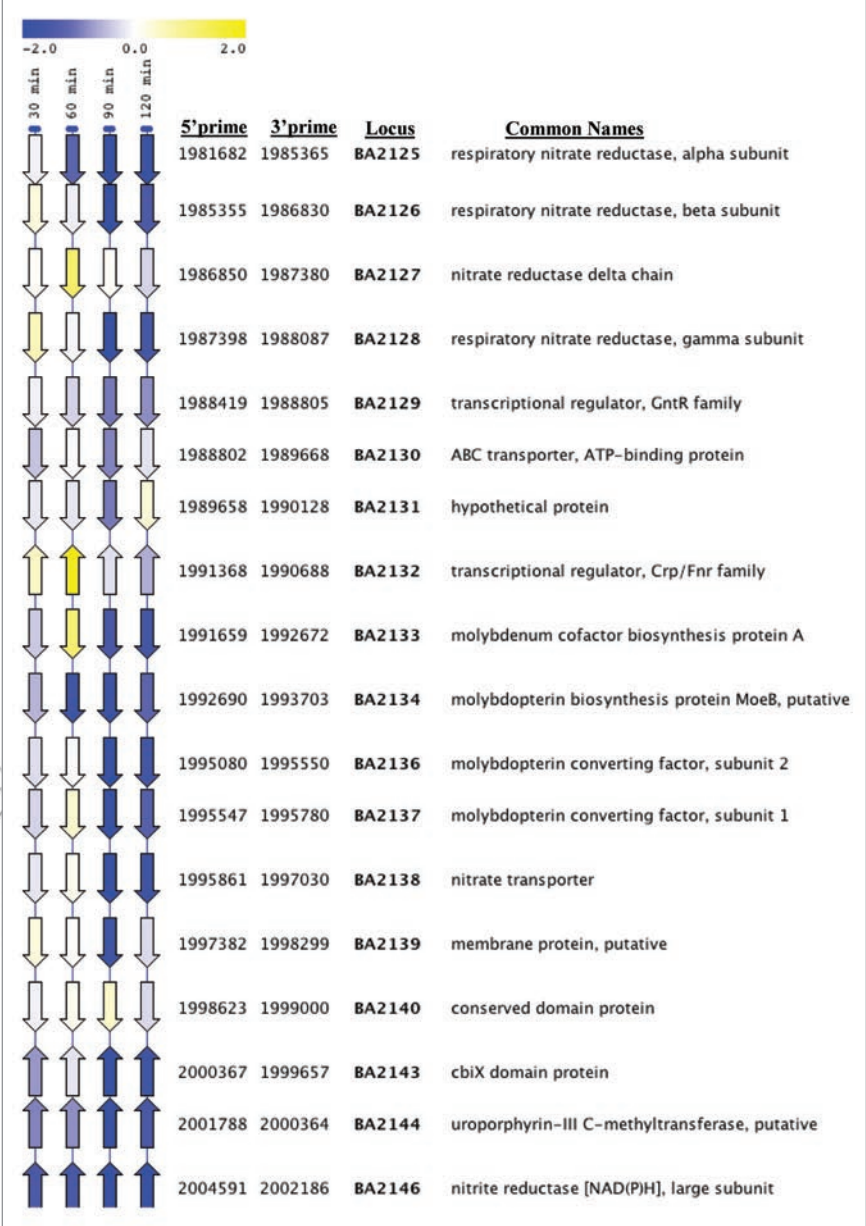 -2.0 0.0 2.0
30 min 60 min 90 min 120 min
5'prime 3'prime Locus Common Names
1981682 1985365 BA2125 respiratory nitrate reductase, alpha subunit
1985355 1986830 BA2126 respiratory nitrate reductase, beta subunit
1986850 1987380 BA2127 nitrate reductase delta chain
1987398 1988087 BA2128 respiratory nitrate reductase, gamma subunit
1988419 1988805 BA2129 transcriptional regulator, GntR family
1988802 1989668 BA2130 ABC transporter, ATP-binding protein
1989658 1990128 BA2131 hypothetical protein
1991368 1990688 BA2132 transcriptional regulator, Crp/Fnr family
1991659 1992672 BA2133 molybdenum cofactor biosynthesis protein A
1992690 1993703 BA2134 molybdopterin biosynthesis protein MoeB, putative
1995080 1995550 BA2136 molybdopterin converting factor, subunit 2
1995547 1995780 BA2137 molybdopterin converting factor, subunit 1
1995861 1997030 BA2138 nitrate transporter
1997382 1998299 BA2139 membrane protein, putative
1998623 1999000 BA2140 conserved domain protein
2000367 1999657 BA2143 cbiX domain protein
2001788 2000364 BA2144 uroporphyrin-III C-methyltransferase, putative
2004591 2002186 BA2146 nitrite reductase [NAD(P)H], large subunit